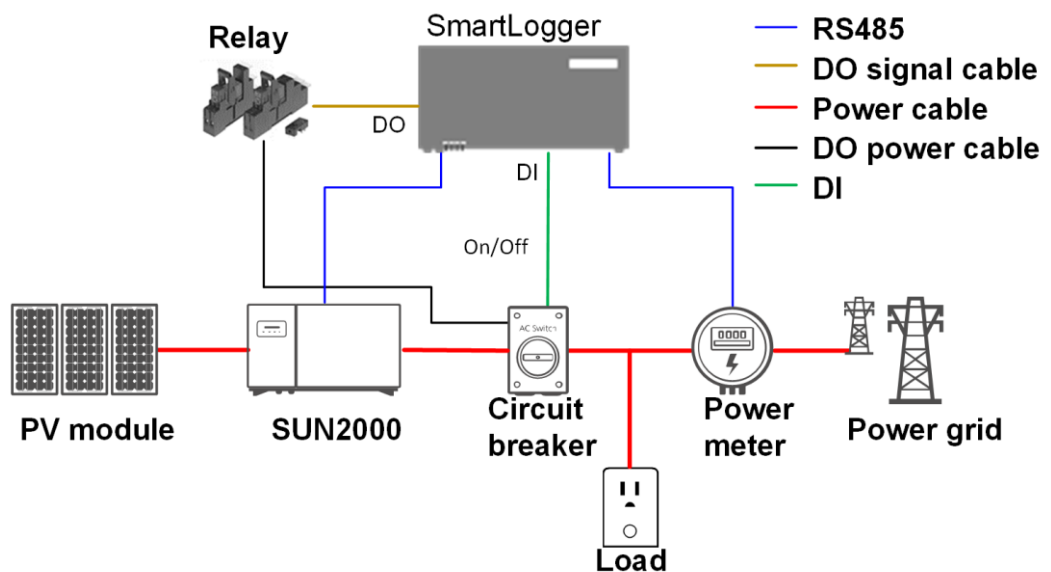 SmartLogger
Relay
RS485
DO signal cable
Power cable
DO power cable
DI
DO
DI
On/Off
AC Switch
0000
PV module
SUN2000
Circuit
breaker
Power
meter
Power grid
Load